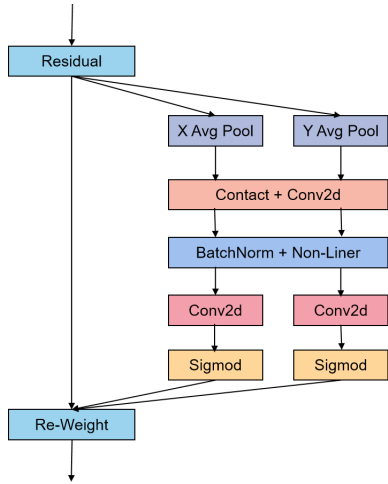 Residual
X Avg Pool
Y Avg Pool
Contact + Conv2d
BatchNorm + Non-Liner
Conv2d
Conv2d
Sigmod
Sigmod
Re-Weight